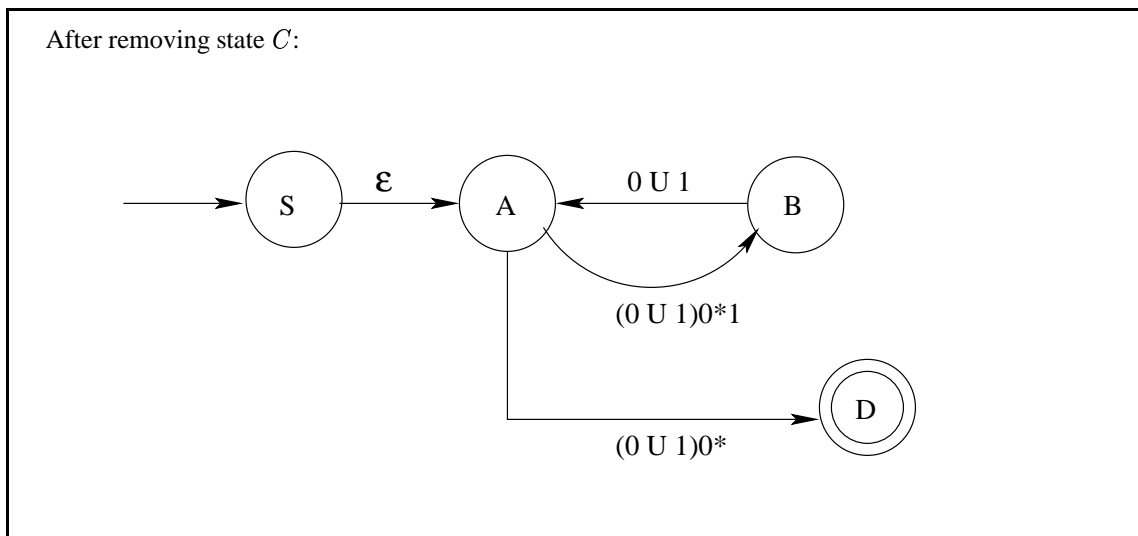 After removing state C:
ε
0 U 1
S
A
B
(0 U 1)0*1
D
(0 U 1)0*